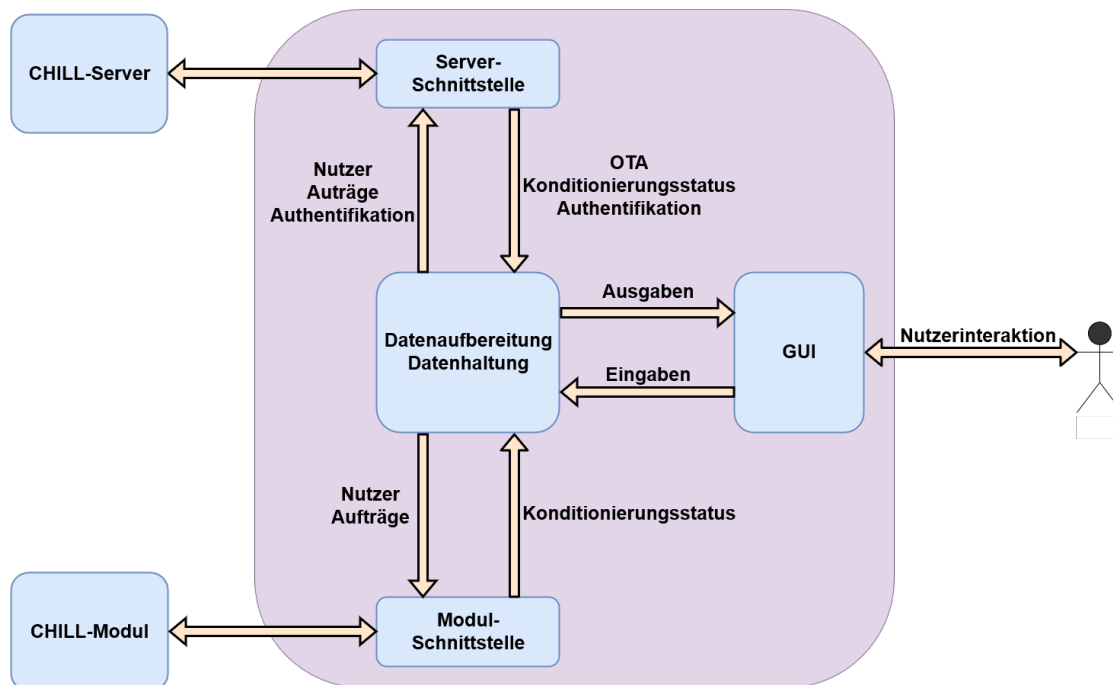 CHILL-Server
Server-
Schnittstelle
Nutzer
Auträge
Authentifikation
OTA
Konditionierungsstatus
Authentifikation
Datenaufbereitung
Datenhaltung
Ausgaben
Eingaben
GUI
Nutzerinteraktion
Nutzer
Aufträge
Konditionierungsstatus
CHILL-Modul
Modul-
Schnittstelle